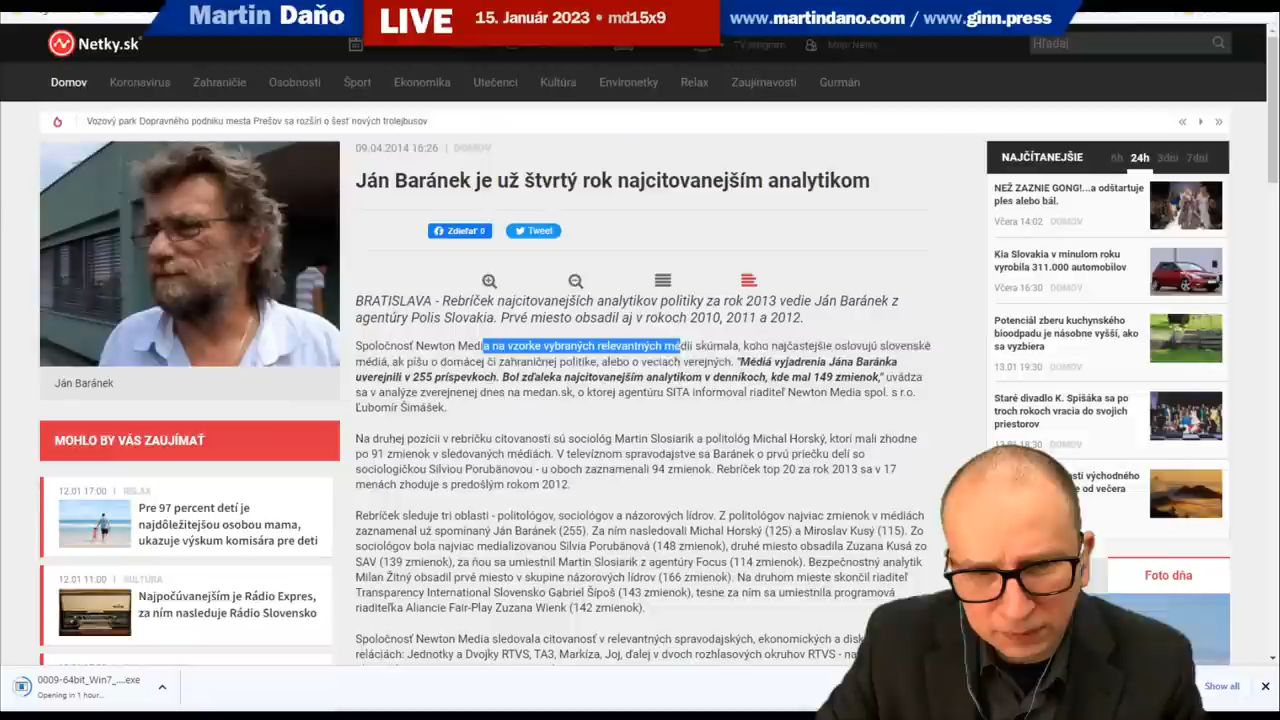 Martin Daňo
LIVE
15. Január 2023 • md15x9
www.martindano.com / www.ginn.press
Netky.sk
TV program
Moje Netky
Hľadaj
Domov Koronavírus Zahraničie Osobnosti Šport Ekonomika Utečenci Kultúra Environetky Relax Zaujímavosti Gurmán
Vozový park Dopravného podniku mesta Prešov sa rozšíri o šesť nových trolejbusov
« »
09.04.2014 16:26 | DOMOV
Ján Baránek je už štvrtý rok najcitovanejším analytikom
Zdieľať 0 Tweet
BRATISLAVA - Rebríček najcitovanejších analytikov politiky za rok 2013 vedie Ján Baránek z
agentúry Polis Slovakia. Prvé miesto obsadil aj v rokoch 2010, 2011 a 2012.
Spoločnosť Newton Media na vzorke vybraných relevantných médií skúmala, koho najčastejšie oslovujú slovenské
médiá, ak píšu o domácej či zahraničnej politike, alebo o veciach verejných. "Médiá vyjadrenia Jána Baránka
uverejnili v 255 príspevkoch. Bol zďaleka najcitovanejším analytikom v denníkoch, kde mal 149 zmienok," uvádza
sa v analýze zverejnenej dnes na medan.sk, o ktorej agentúru SITA informoval riaditeľ Newton Media spol. s r.o.
Ľubomír Šimášek.
Na druhej pozícii v rebríčku citovanosti sú sociológ Martin Slosiarik a politológ Michal Horský, ktorí mali zhodne
po 91 zmienok v sledovaných médiách. V televíznom spravodajstve sa Baránek o prvú priečku delí so
sociologičkou Silviou Porubänovou - u oboch zaznamenali 94 zmienok. Rebríček top 20 za rok 2013 sa v 17
menách zhoduje s predošlým rokom 2012.
Rebríček sleduje tri oblasti - politológov, sociológov a názorových lídrov. Z politológov najviac zmienok v médiách
zaznamenal už spomínaný Ján Baránek (255). Za ním nasledovali Michal Horský (125) a Miroslav Kusý (115). Zo
sociológov bola najviac medializovanou Silvia Porubänová (148 zmienok), druhé miesto obsadila Zuzana Kusá zo
SAV (139 zmienok), za ňou sa umiestnil Martin Slosiarik z agentúry Focus (114 zmienok). Bezpečnostný analytik
Milan Žitný obsadil prvé miesto v skupine názorových lídrov (166 zmienok). Na druhom mieste skončil riaditeľ
Transparency International Slovensko Gabriel Šípoš (143 zmienok), tesne za ním sa umiestnila programová
riaditeľka Aliancie Fair-Play Zuzana Wienk (142 zmienok).
Spoločnosť Newton Media sledovala citovanosť v relevantných spravodajských, ekonomických a
reláciách: Jednotky a Dvojky RTVS, TA3, Markíza, Joj, ďalej v dvoch rozhlasových okruhov RTVS -
Ján Baránek
MOHLO BY VÁS ZAUJÍMAŤ
12.01 17:00 | RELAX
Pre 97 percent detí je
najdôležitejšou osobou mama,
ukazuje výskum komisára pre deti
12.01 11:00 | KULTÚRA
Najpočúvanejším je Rádio Expres,
za ním nasleduje Rádio Slovensko
NAJČÍTANEJŠIE 6h 24h 3dni 7dni
NEŽ ZAZNIE GONG!...a odštartuje
ples alebo bál.
Včera 14:02 DOMOV
Kia Slovakia v minulom roku
vyrobila 311.000 automobilov
Včera 16:30 DOMOV
Potenciál zberu kuchynského
bioodpadu je násobne vyšší, ako
sa vyzbiera
13.01 19:30 DOMOV
Staré divadlo K. Spišáka sa po
troch rokoch vracia do svojich
priestorov
13.01 18:30 DOMOV
východného
od večera
Foto dňa
0009-64bit_Win7_....exe
Opening in 1 hour...
Show all